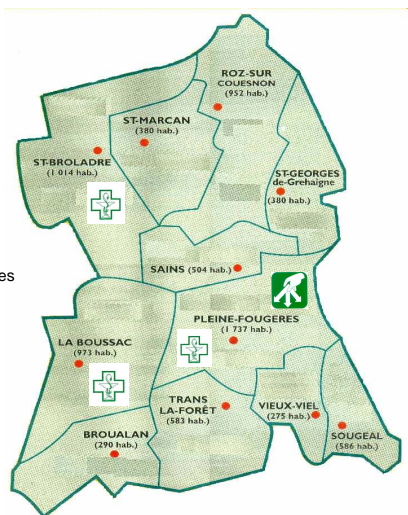 ROZ-SUR
COUESNON
(952 hab.)
ST-MARCAN
(380 hab.)
ST-BROLADRE
(1 014 hab.)
ST-GEORGES
de-Grehaigne
(380 hab.)
es
SAINS (504 hab.)
PLEINE-FOUGERES
(1 737 hab.)
LA BOUSSAC
(973 hab.)
TRANS
LA-FORÊT
(583 hab.)
VIEUX-VIEL
(275 hab.)
BROUALAN
(290 hab.)
SOUGEAL
(586 hab.)